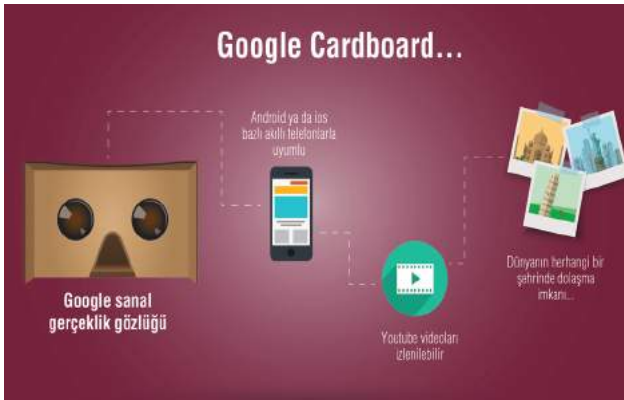 Google Cardboard...
Android ya da ios
bazlı akıllı telefonlarla
uyumlu
Google sanal
gerçeklik gözlüğü
Youtube videoları
izlenilebilir
Dünyanın herhangi bir
şehrinde dolaşma
imkanı...